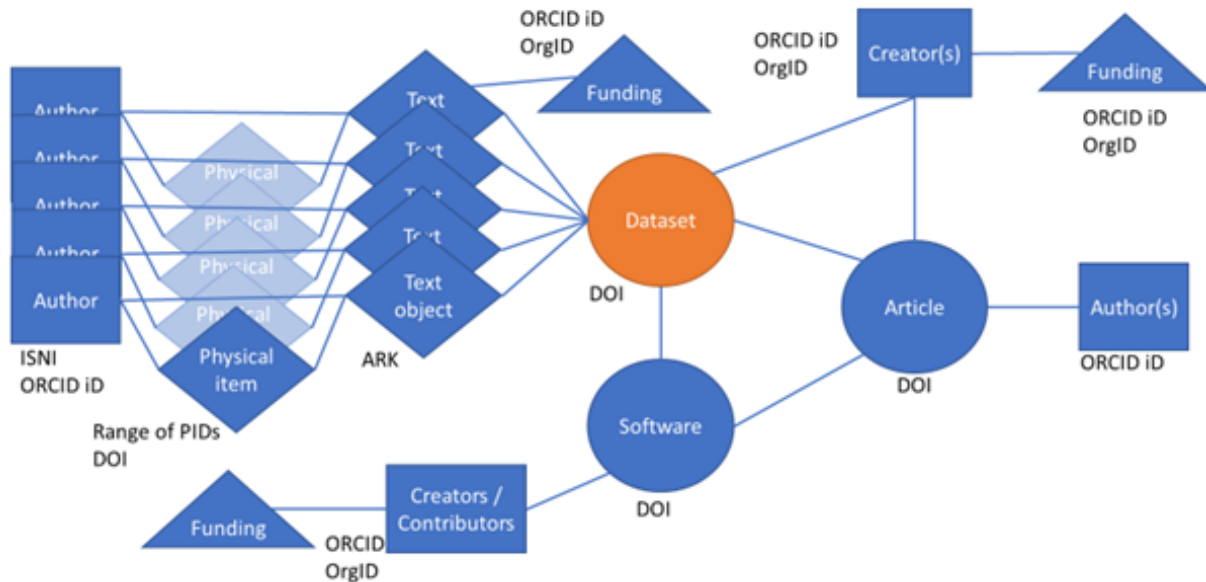 ORCID iD
OrgID
Funding
ORCID iD
OrgID
Creator(s)
Funding
ORCID iD
OrgID
Author
Author
Author
Author
Author
ISNI
ORCID iD
Physical
Physical
Physical
Physical
Physical
item
Range of PIDs
DOI
Text
Text
Text
Text
Text
object
ARK
Dataset
DOI
Article
DOI
Author(s)
ORCID iD
Software
DOI
Creators /
Contributors
ORCID
OrgID
Funding